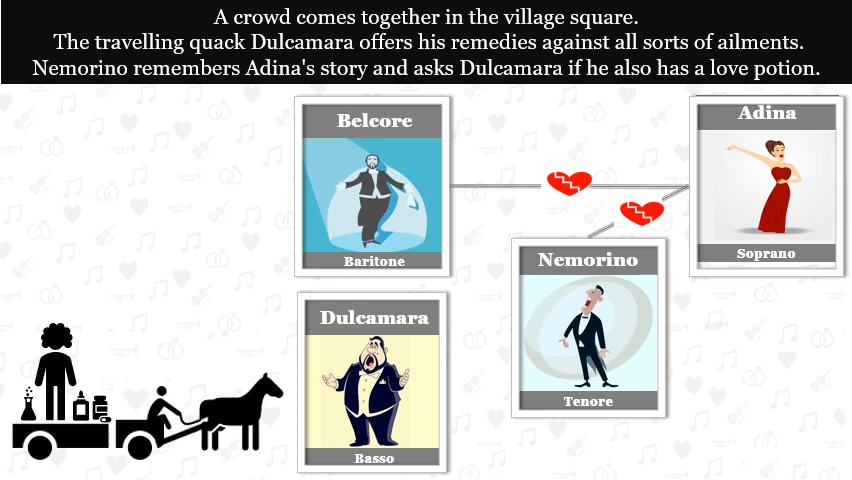 A crowd comes together in the village square.
The travelling quack Dulcamara offers his remedies against all sorts of ailments.
Nemorino remembers Adina's story and asks Dulcamara if he also has a love potion.
Belcore
Baritone
Adina
Soprano
Nemorino
Tenore
Dulcamara
Basso